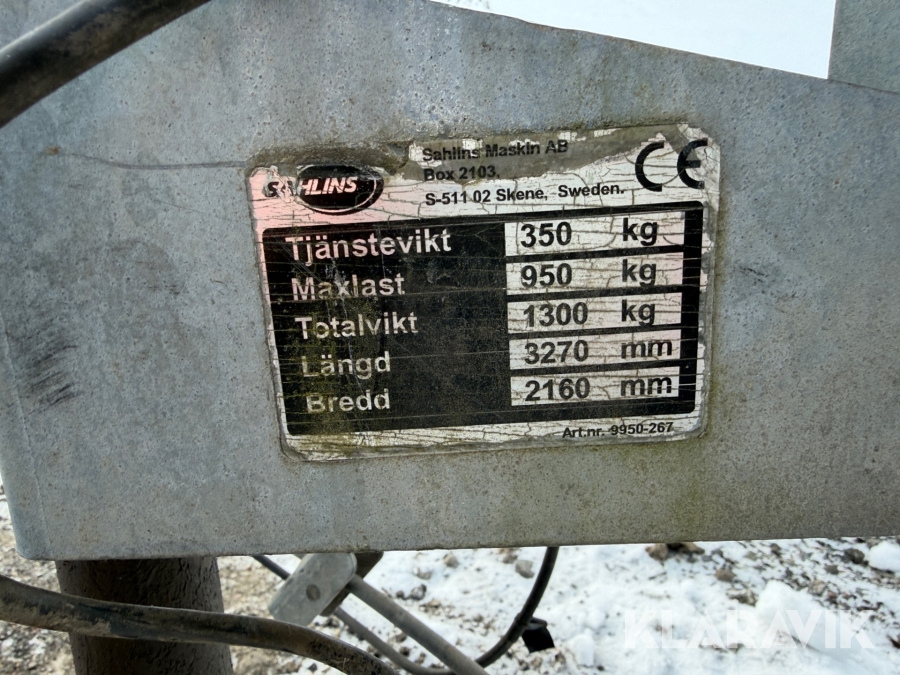 SAHLINS
Sahlins Maskin AB
Box 2103,
S-511 02 Skene, Sweden.
CE
Tjänstevikt 350 kg
Maxlast 950 kg
Totalvikt 1300 kg
Längd 3270 mm
Bredd 2160 mm
Art.nr. 9950-267
KLARAVIK